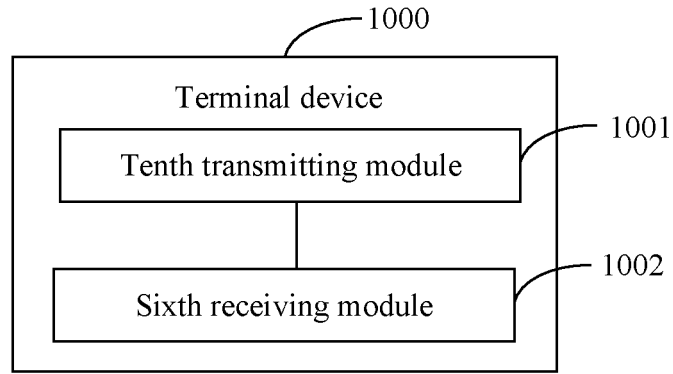 1000
Terminal device
1001
Tenth transmitting module
1002
Sixth receiving module